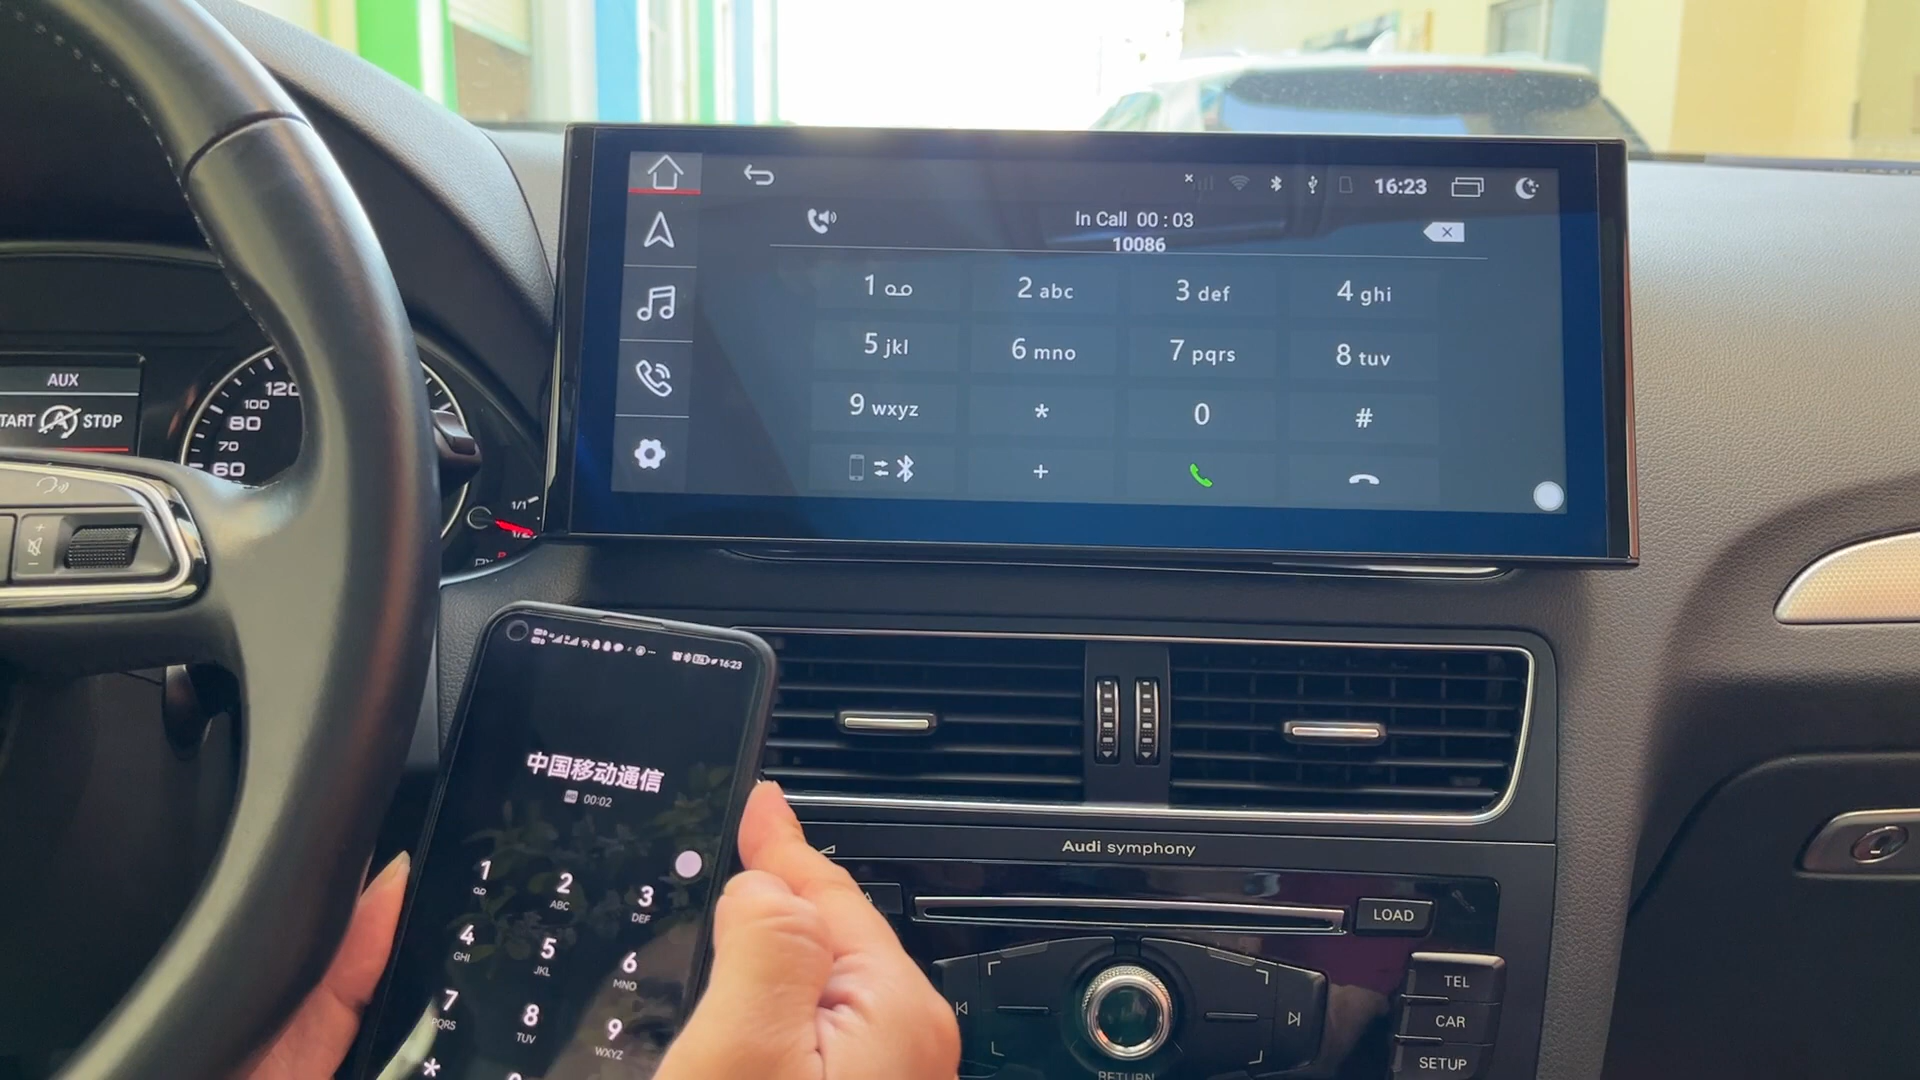 16:23
In Call 00 : 03
10086
1
2 abc
3 def
4 ghi
5 jkl
6 mno
7 pqrs
8 tuv
9 wxyz
*
0
#
+
AUX
START STOP
120
100
80
70
60
1/1
16:23
中国移动通信
00:02
1
2 ABC
3 DEF
4 GHI
5 JKL
6 MNO
7 PQRS
8 TUV
9 WXYZ
*
Audi symphony
LOAD
TEL
CAR
SETUP
RETURN